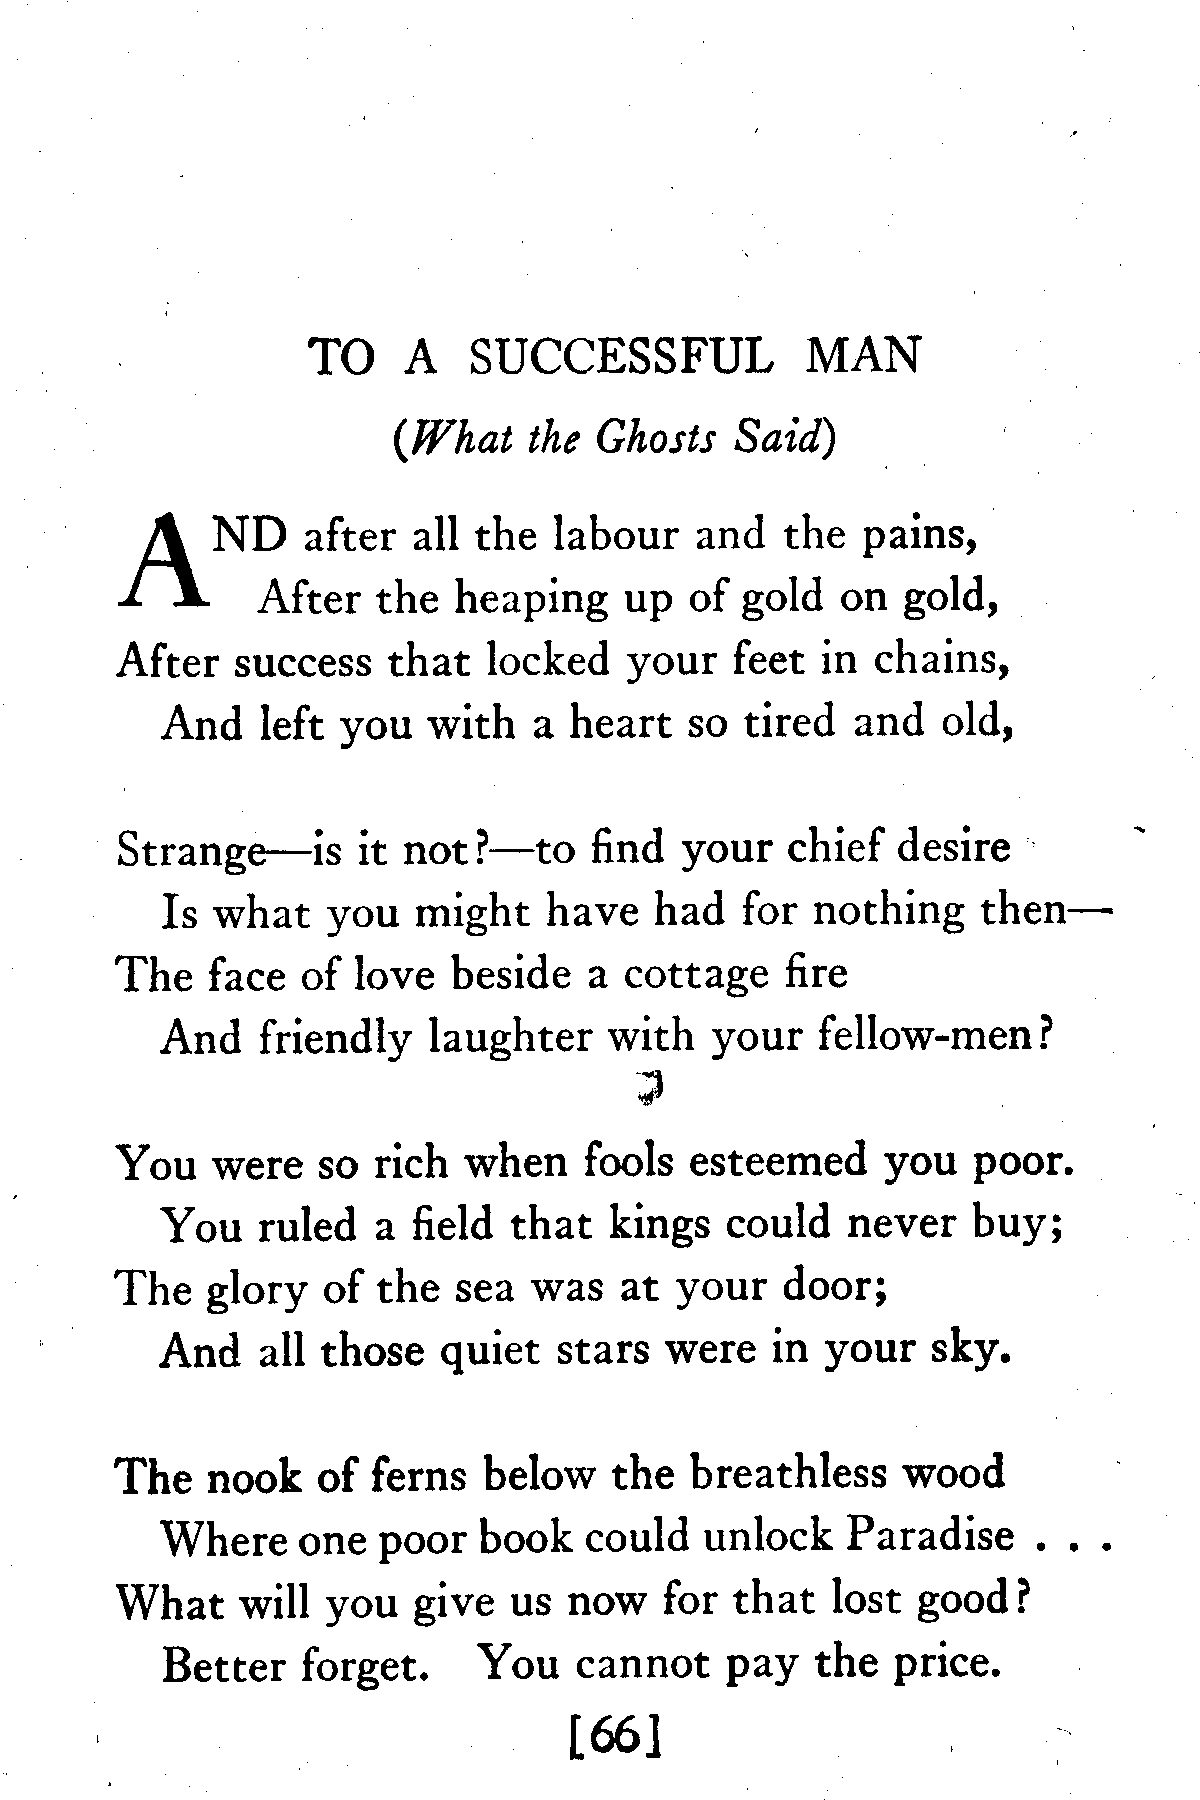 TO A SUCCESSFUL MAN
(What the Ghosts Said)
AND after all the labour and the pains,
After the heaping up of gold on gold,
After success that locked your feet in chains,
And left you with a heart so tired and old,
Strange—is it not?—to find your chief desire
Is what you might have had for nothing then—
The face of love beside a cottage fire
And friendly laughter with your fellow-men?
You were so rich when fools esteemed you poor.
You ruled a field that kings could never buy;
The glory of the sea was at your door;
And all those quiet stars were in your sky.
The nook of ferns below the breathless wood
Where one poor book could unlock Paradise . . .
What will you give us now for that lost good?
Better forget. You cannot pay the price.
[66]